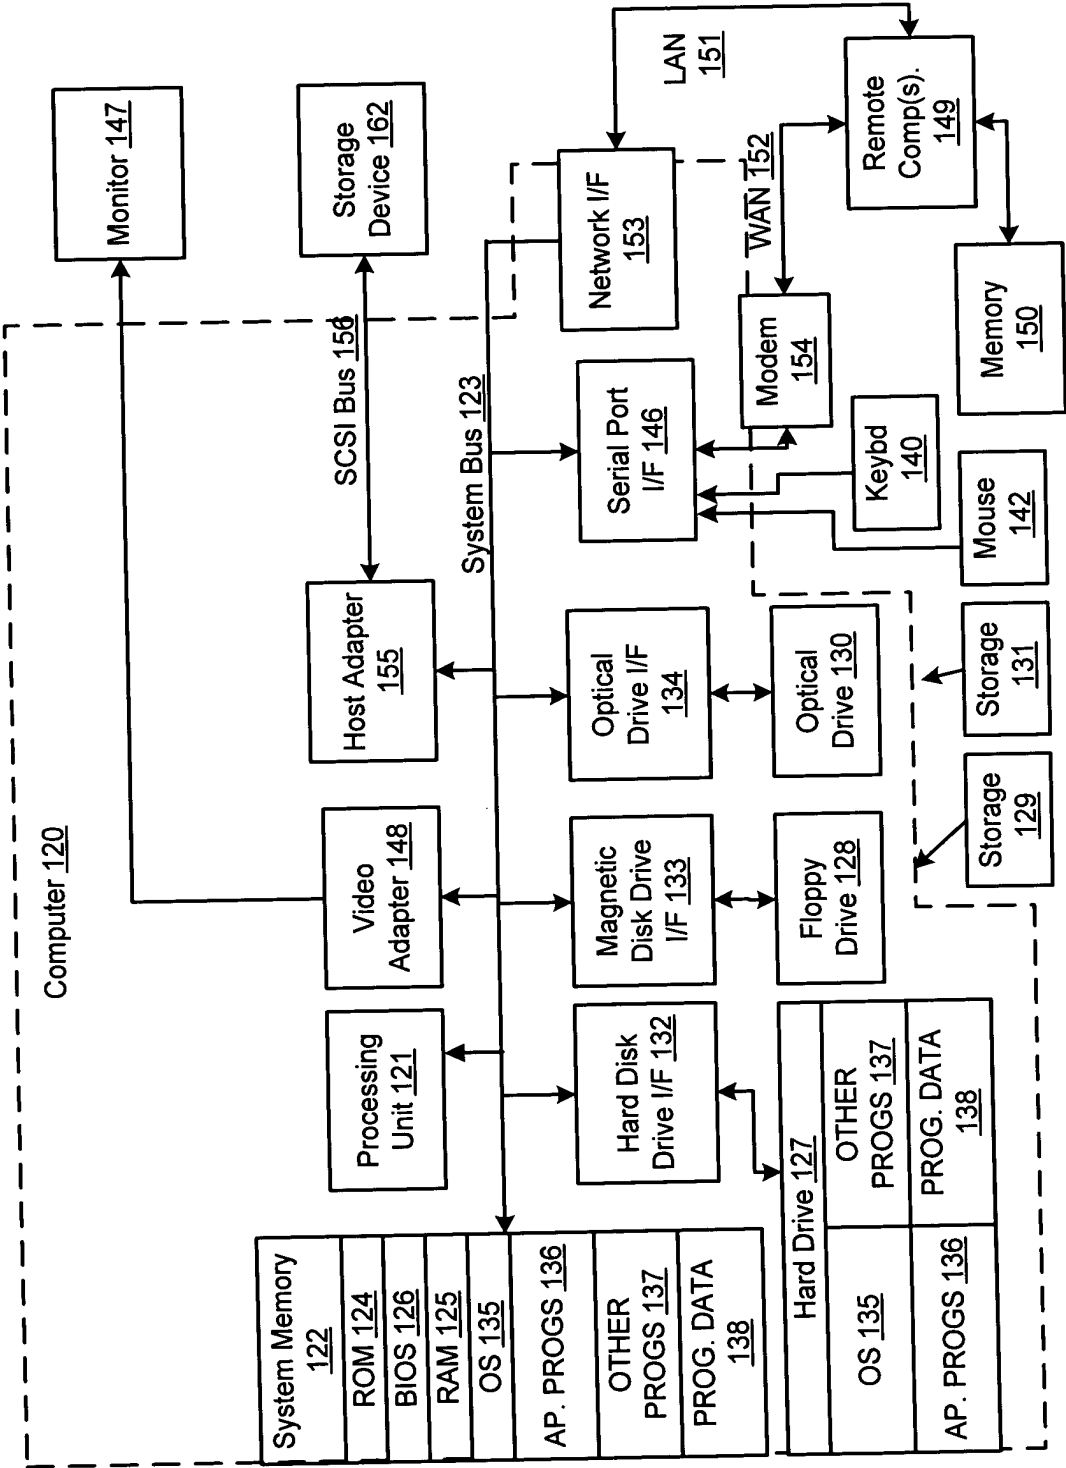 Computer 120
Monitor 147
Storage
Device 162
SCSI Bus 156
System Memory
122
ROM 124
BIOS 126
RAM 125
OS 135
AP. PROGS 136
OTHER
PROGS 137
PROG. DATA
138
Processing
Unit 121
Video
Adapter 148
Host Adapter
155
System Bus 123
Hard Disk
Drive I/F 132
Magnetic
Disk Drive
I/F 133
Optical
Drive I/F
134
Serial Port
I/F 146
Network I/F
153
LAN
151
Hard Drive 127
OS 135
OTHER
PROGS 137
AP. PROGS 136
PROG. DATA
138
Floppy
Drive 128
Optical
Drive 130
Modem
154
WAN 152
Remote
Comp(s).
149
Storage
129
Storage
131
Mouse
142
Keybd
140
Memory
150